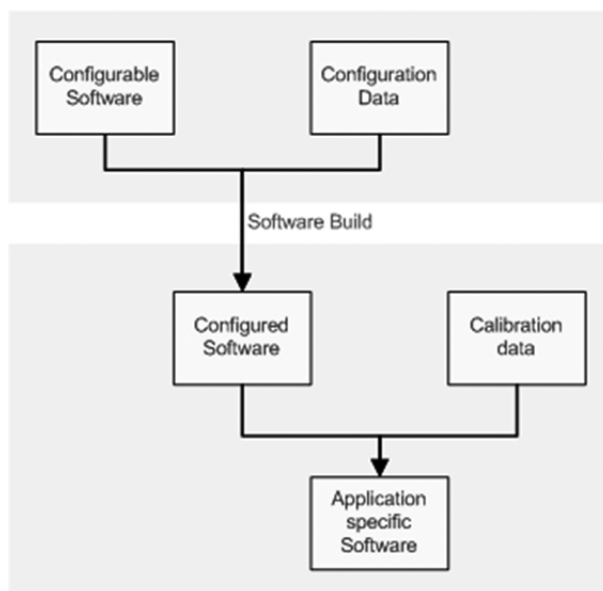 Configurable
Software
Configuration
Data
Software Build
Configured
Software
Calibration
data
Application
specific
Software